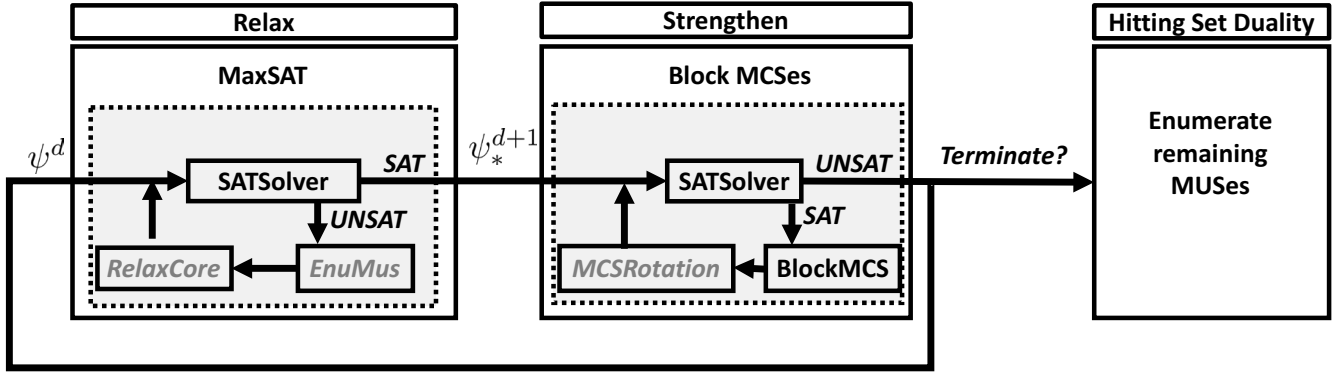 Relax
Strengthen
Hitting Set Duality
MaxSAT
Block MCSes
Enumerate
remaining
MUSes
ψ^d
ψ_*^{d+1}
SATSolver
SAT
UNSAT
RelaxCore
EnuMus
SATSolver
UNSAT
SAT
MCSRotation
BlockMCS
Terminate?